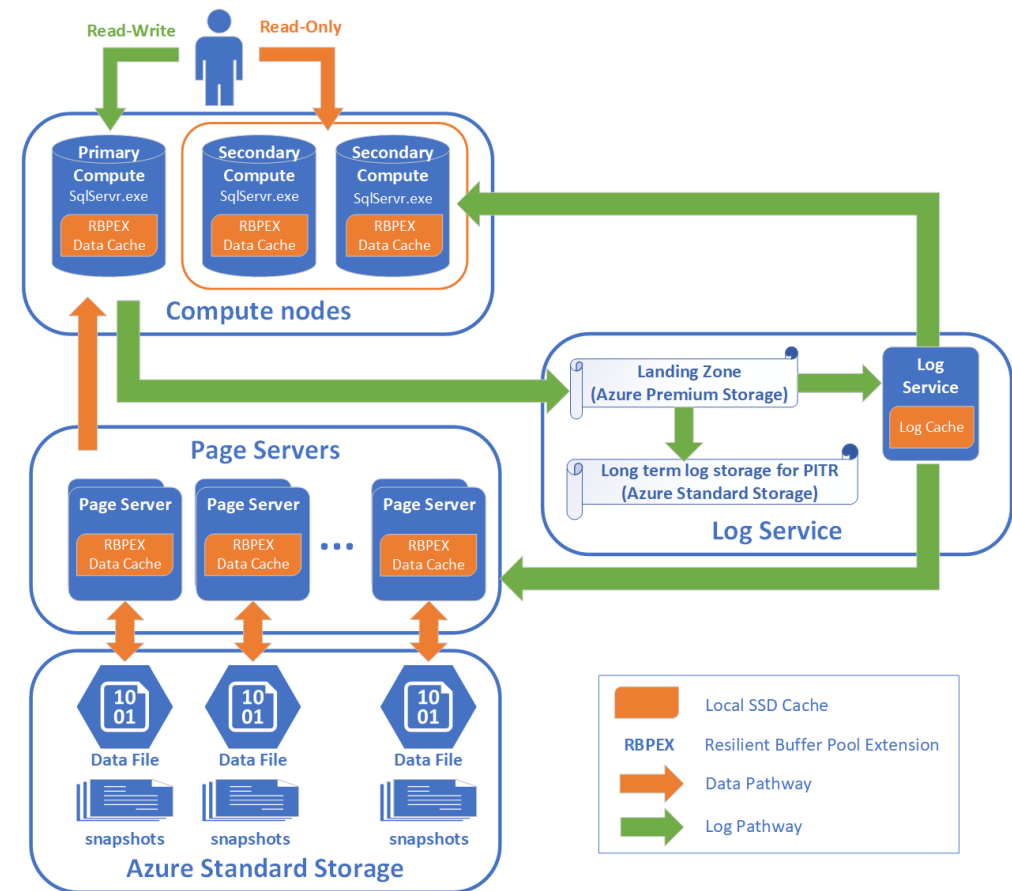 Read-Write
Read-Only
Primary
Compute
SqlServr.exe
RBPEX
Data Cache
Secondary
Compute
SqlServr.exe
RBPEX
Data Cache
Secondary
Compute
SqlServr.exe
RBPEX
Data Cache
Compute nodes
Landing Zone
(Azure Premium Storage)
Log
Service
Log Cache
Long term log storage for PITR
(Azure Standard Storage)
Log Service
Page Servers
Page Server
RBPEX
Data Cache
Page Server
RBPEX
Data Cache
...
Page Server
RBPEX
Data Cache
10
01
Data File
snapshots
10
01
Data File
snapshots
10
01
Data File
snapshots
Azure Standard Storage
Local SSD Cache
RBPEX Resilient Buffer Pool Extension
Data Pathway
Log Pathway